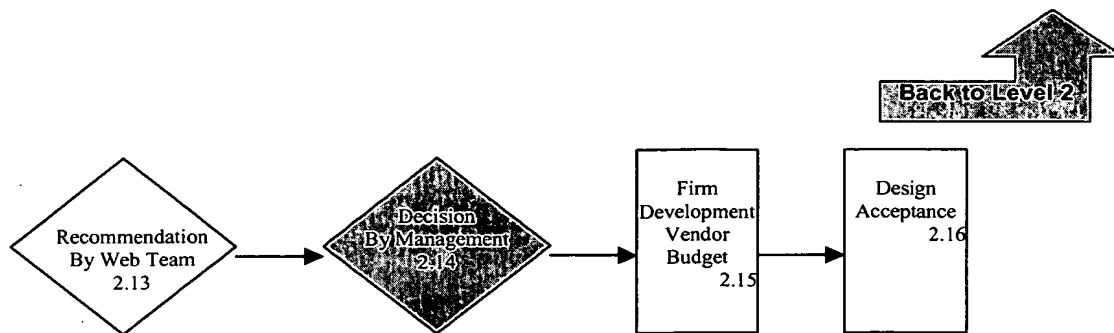 Back to Level 2
Recommendation
By Web Team
2.13
Decision
By Management
2.14
Firm
Development
Vendor
Budget
2.15
Design
Acceptance
2.16